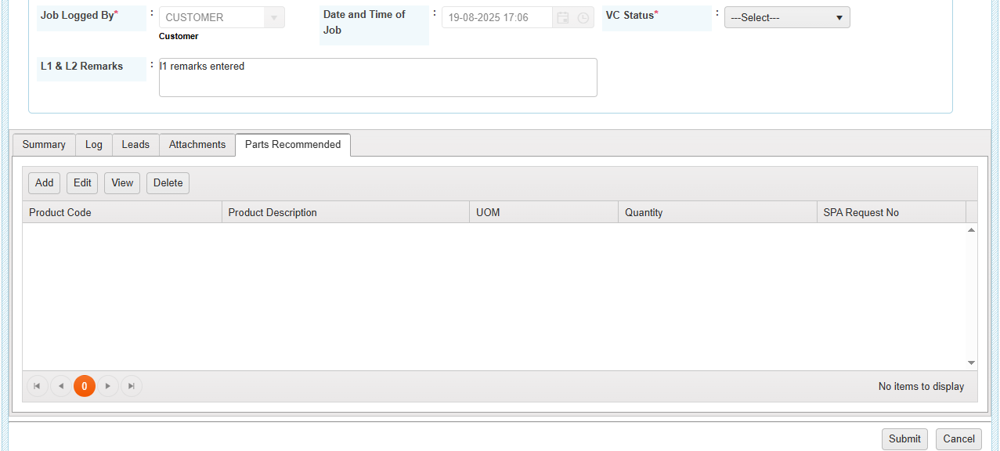 Job Logged By* : CUSTOMER Date and Time of Job : 19-08-2025 17:06 VC Status* : ---Select---
Customer
L1 & L2 Remarks : l1 remarks entered
Summary Log Leads Attachments Parts Recommended
Add Edit View Delete
Product Code Product Description UOM Quantity SPA Request No
0 No items to display
Submit Cancel